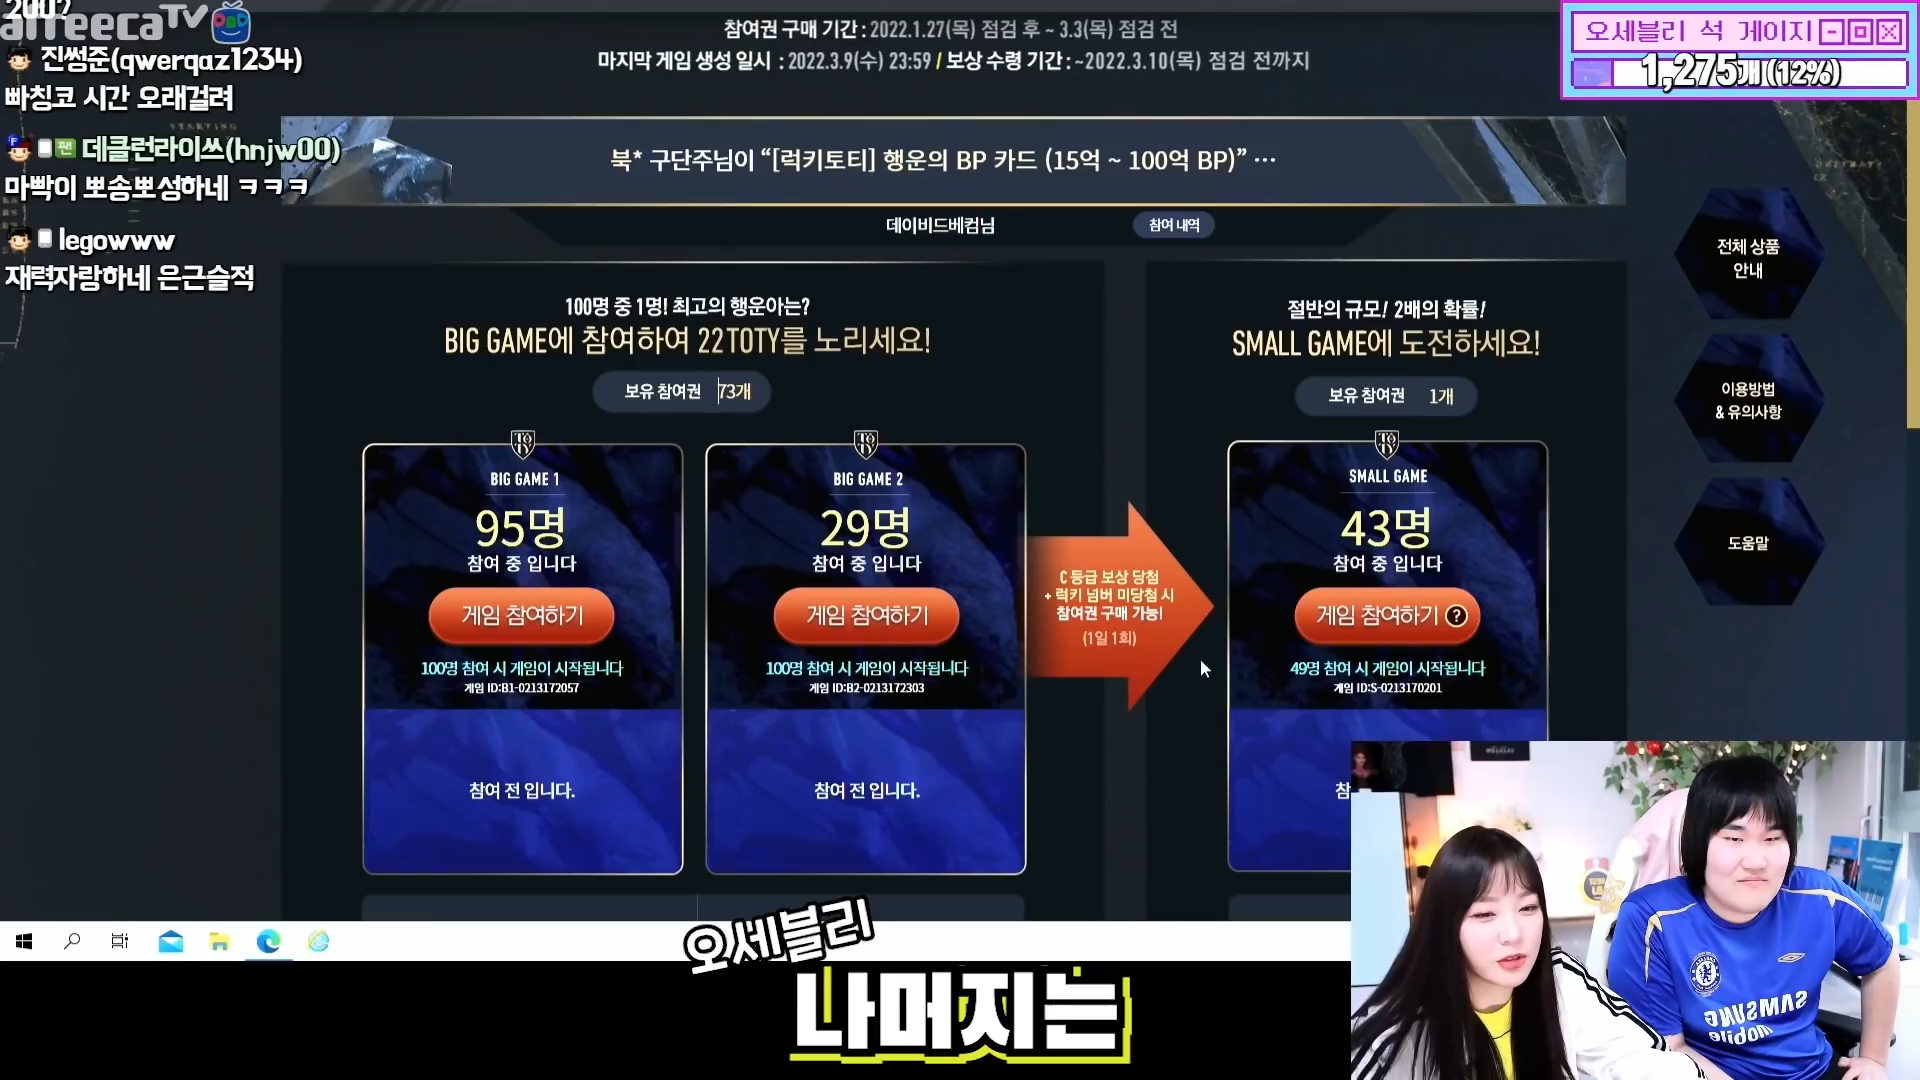 200?
afreecaTV
진썽준(qwerqaz1234)
빠칭코 시간 오래걸려
팬 데클런라이쓰(hnjw00)
마빡이 뽀송뽀성하네 ㅋㅋㅋ
legowww
재력자랑하네 은근슬적
참여권 구매 기간 : 2022.1.27(목) 점검 후 ~ 3.3(목) 점검 전
마지막 게임 생성 일시 : 2022.3.9(수) 23:59 / 보상 수령 기간 : ~2022.3.10(목) 점검 전까지
오세블리 석 게이지
1,275개 (12%)
북* 구단주님이 “[럭키토티] 행운의 BP 카드 (15억 ~ 100억 BP)” ···
데이비드베컴님
참여 내역
100명 중 1명! 최고의 행운아는?
BIG GAME에 참여하여 22TOTY를 노리세요!
보유 참여권 73개
BIG GAME 1
95명
참여 중 입니다
게임 참여하기
100명 참여 시 게임이 시작됩니다
게임 ID:B1-0213172057
참여 전 입니다.
BIG GAME 2
29명
참여 중 입니다
게임 참여하기
100명 참여 시 게임이 시작됩니다
게임 ID:B2-0213172303
참여 전 입니다.
C 등급 보상 당첨
+ 럭키 넘버 미당첨 시
참여권 구매 가능!
(1일 1회)
절반의 규모! 2배의 확률!
SMALL GAME에 도전하세요!
보유 참여권 1개
SMALL GAME
43명
참여 중 입니다
게임 참여하기 ?
49명 참여 시 게임이 시작됩니다
게임 ID:S-0213170201
참
전체 상품
안내
이용방법
& 유의사항
도움말
오세블리
나머지는
SAMSUNG
mobile